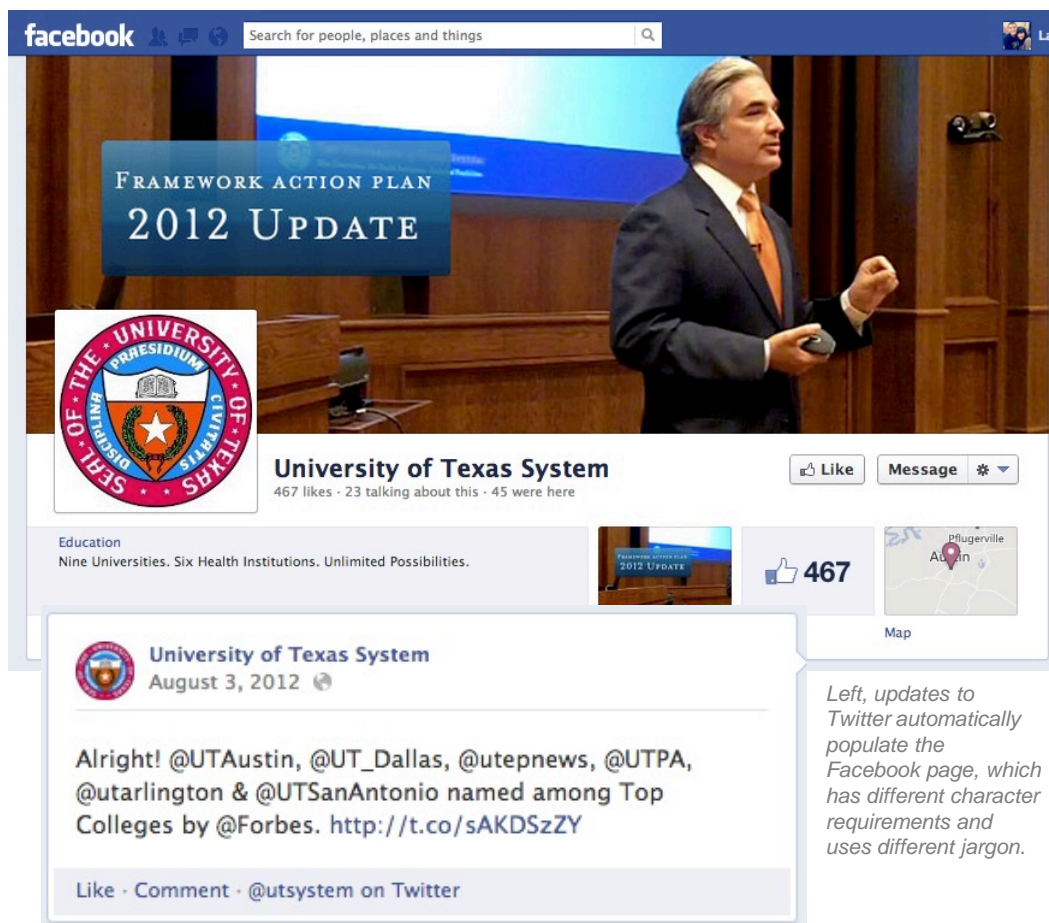 facebook
Search for people, places and things
La
FRAMEWORK ACTION PLAN
2012 UPDATE
SEAL · OF · THE · UNIVERSITY · OF · TEXAS
PRAESIDIUM
DISCIPLINA
CIVITATIS
University of Texas System
467 likes · 23 talking about this · 45 were here
Like
Message
Education
Nine Universities. Six Health Institutions. Unlimited Possibilities.
FRAMEWORK ACTION PLAN
2012 UPDATE
467
Pflugerville
Austin
Map
University of Texas System
August 3, 2012
Alright! @UTAustin, @UT_Dallas, @utepnews, @UTPA,
@utarlington & @UTSanAntonio named among Top
Colleges by @Forbes. http://t.co/sAKDSzZY
Like · Comment · @utsystem on Twitter
Left, updates to
Twitter automatically
populate the
Facebook page, which
has different character
requirements and
uses different jargon.